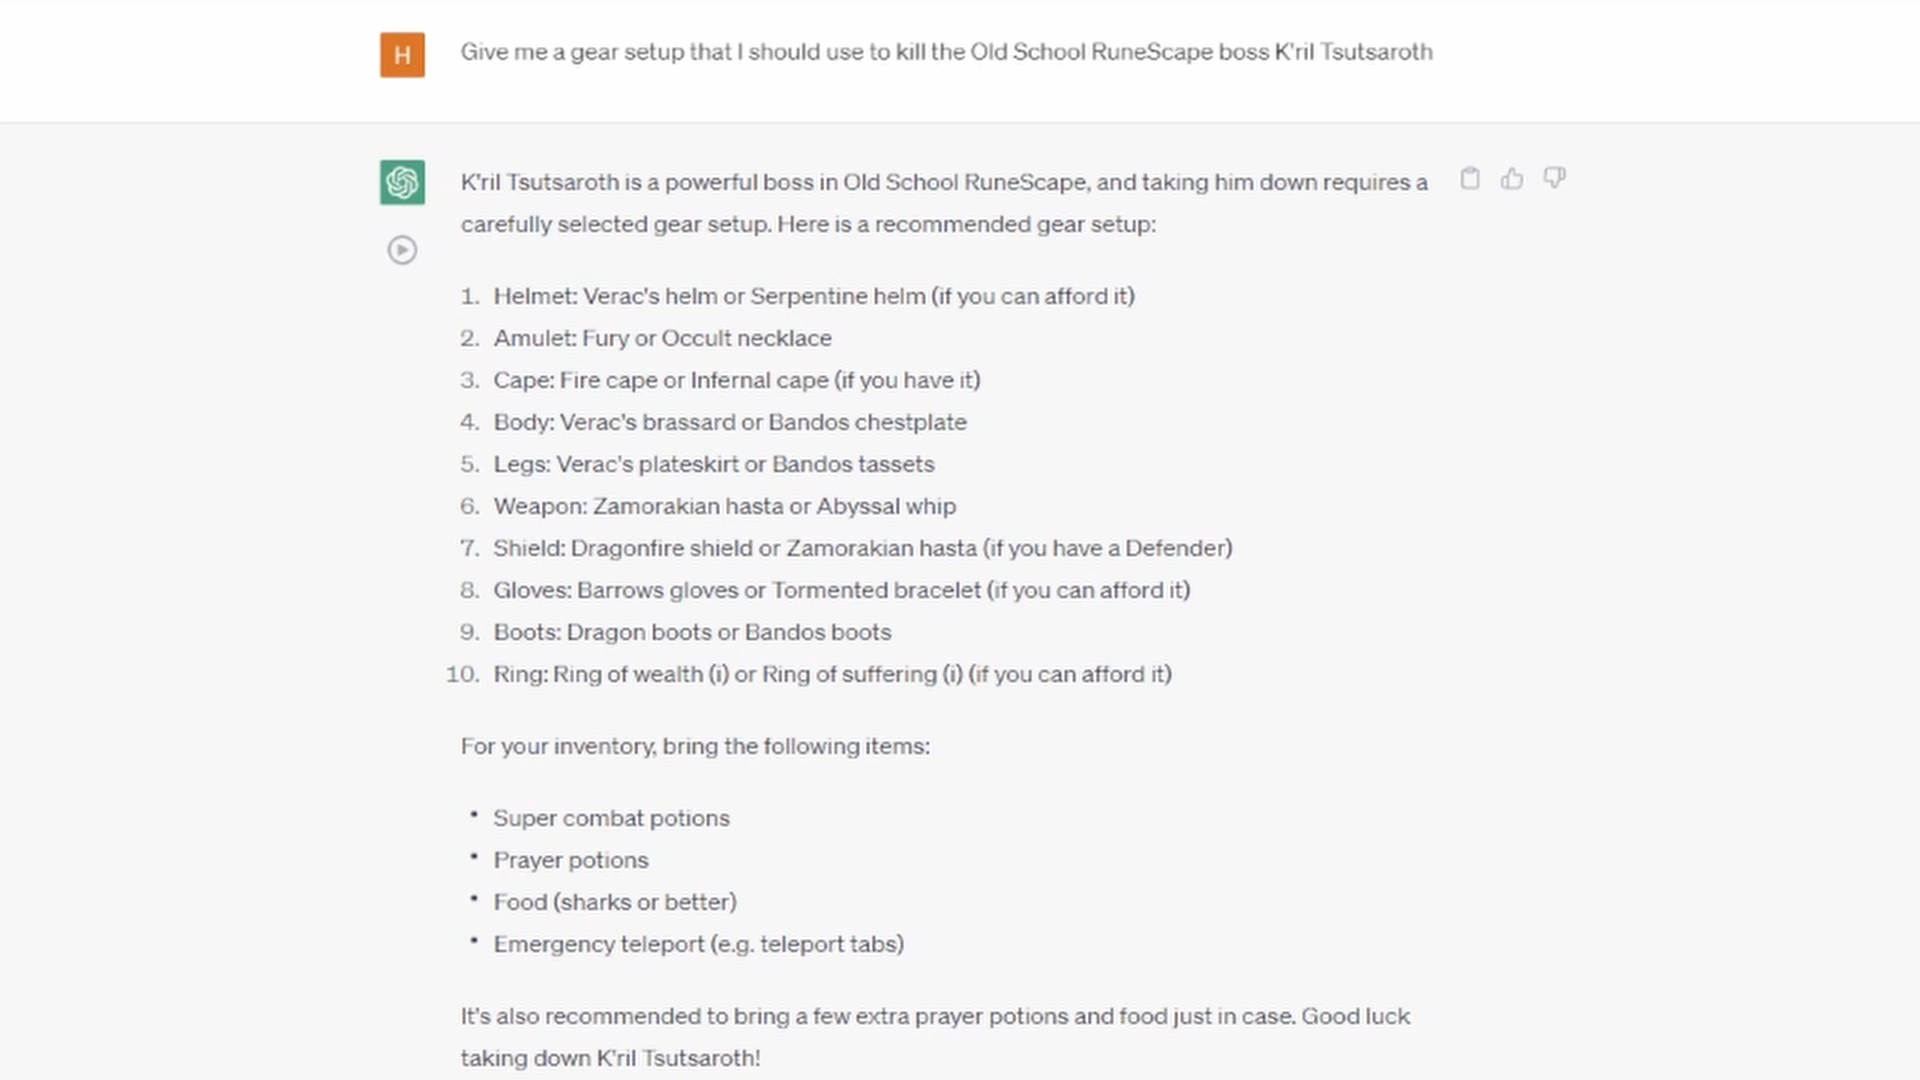 H
Give me a gear setup that I should use to kill the Old School RuneScape boss K'ril Tsutsaroth
K'ril Tsutsaroth is a powerful boss in Old School RuneScape, and taking him down requires a
carefully selected gear setup. Here is a recommended gear setup:
1. Helmet: Verac's helm or Serpentine helm (if you can afford it)
2. Amulet: Fury or Occult necklace
3. Cape: Fire cape or Infernal cape (if you have it)
4. Body: Verac's brassard or Bandos chestplate
5. Legs: Verac's plateskirt or Bandos tassets
6. Weapon: Zamorakian hasta or Abyssal whip
7. Shield: Dragonfire shield or Zamorakian hasta (if you have a Defender)
8. Gloves: Barrows gloves or Tormented bracelet (if you can afford it)
9. Boots: Dragon boots or Bandos boots
10. Ring: Ring of wealth (i) or Ring of suffering (i) (if you can afford it)
For your inventory, bring the following items:
• Super combat potions
• Prayer potions
• Food (sharks or better)
• Emergency teleport (e.g. teleport tabs)
It's also recommended to bring a few extra prayer potions and food just in case. Good luck
taking down K'ril Tsutsaroth!